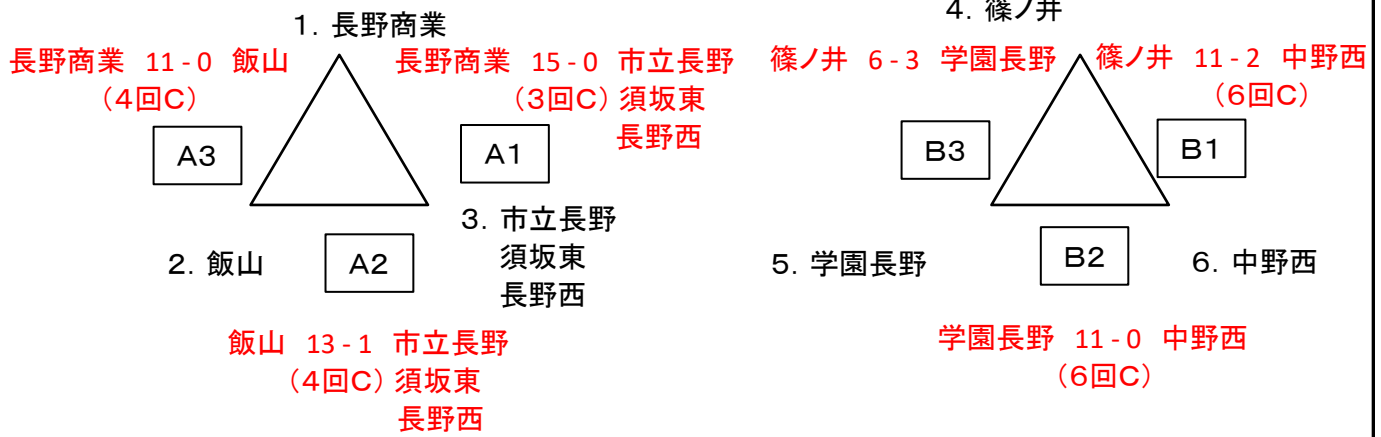 1. 長野商業
長野商業 11 - 0 飯山
(4回C)
長野商業 15 - 0 市立長野
(3回C) 須坂東
長野西
A3
A1
2. 飯山
A2
3. 市立長野
須坂東
長野西
飯山 13 - 1 市立長野
(4回C) 須坂東
長野西
4. 篠ノ井
篠ノ井 6 - 3 学園長野
篠ノ井 11 - 2 中野西
(6回C)
B3
B1
5. 学園長野
B2
6. 中野西
学園長野 11 - 0 中野西
(6回C)